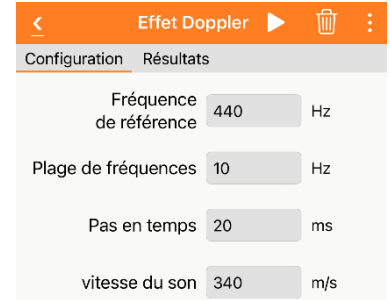 Effet Doppler
Configuration Résultats
Fréquence
de référence 440 Hz
Plage de fréquences 10 Hz
Pas en temps 20 ms
vitesse du son 340 m/s